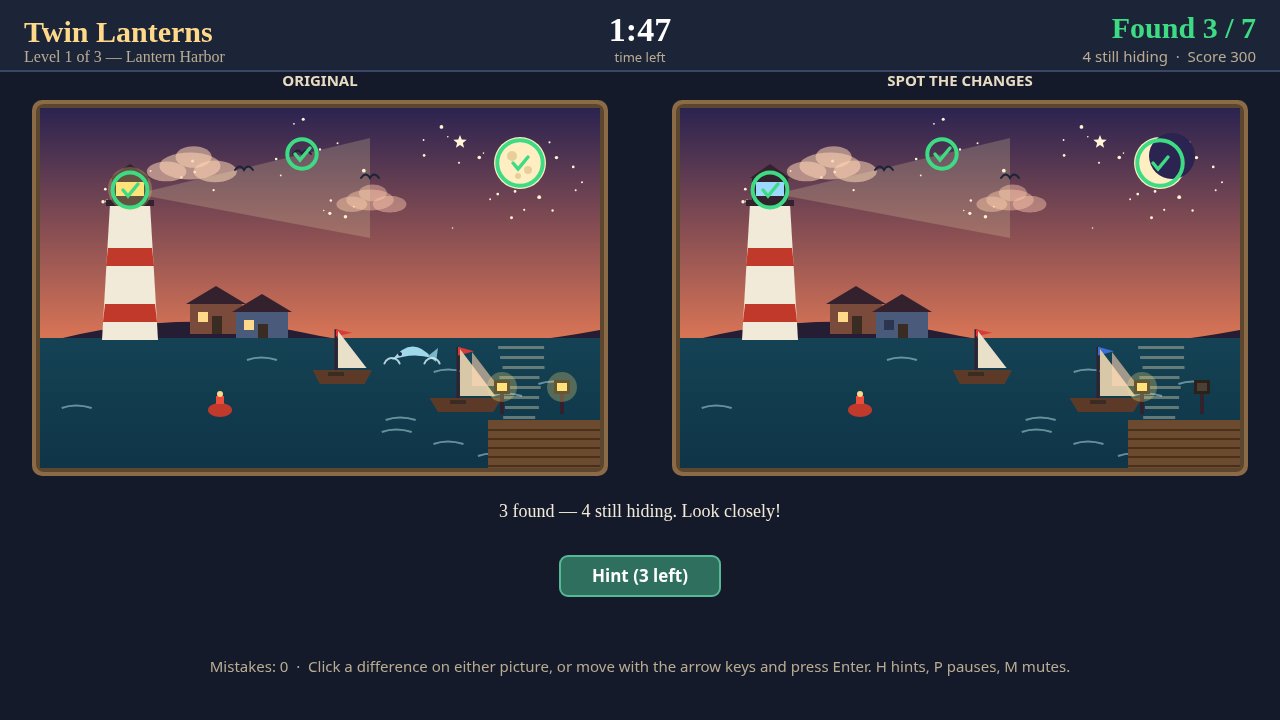 Twin Lanterns
Level 1 of 3 — Lantern Harbor
1:47
time left
Found 3 / 7
4 still hiding · Score 300
ORIGINAL
SPOT THE CHANGES
3 found — 4 still hiding. Look closely!
Hint (3 left)
Mistakes: 0 · Click a difference on either picture, or move with the arrow keys and press Enter. H hints, P pauses, M mutes.